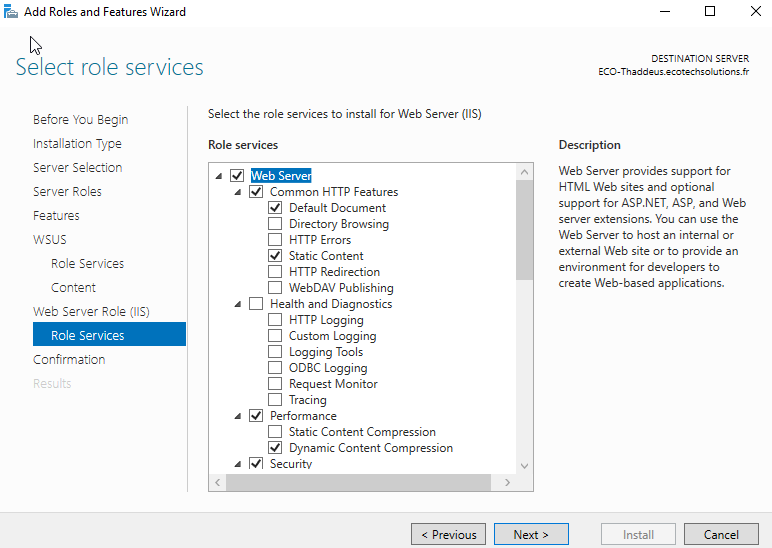 Add Roles and Features Wizard
Select role services
DESTINATION SERVER
ECO-Thaddeus.ecotechsolutions.fr
Before You Begin
Installation Type
Server Selection
Server Roles
Features
WSUS
Role Services
Content
Web Server Role (IIS)
Role Services
Confirmation
Results
Select the role services to install for Web Server (IIS)
Role services
Web Server
Common HTTP Features
Default Document
Directory Browsing
HTTP Errors
Static Content
HTTP Redirection
WebDAV Publishing
Health and Diagnostics
HTTP Logging
Custom Logging
Logging Tools
ODBC Logging
Request Monitor
Tracing
Performance
Static Content Compression
Dynamic Content Compression
Security
Description
Web Server provides support for
HTML Web sites and optional
support for ASP.NET, ASP, and Web
server extensions. You can use the
Web Server to host an internal or
external Web site or to provide an
environment for developers to
create Web-based applications.
< Previous
Next >
Install
Cancel